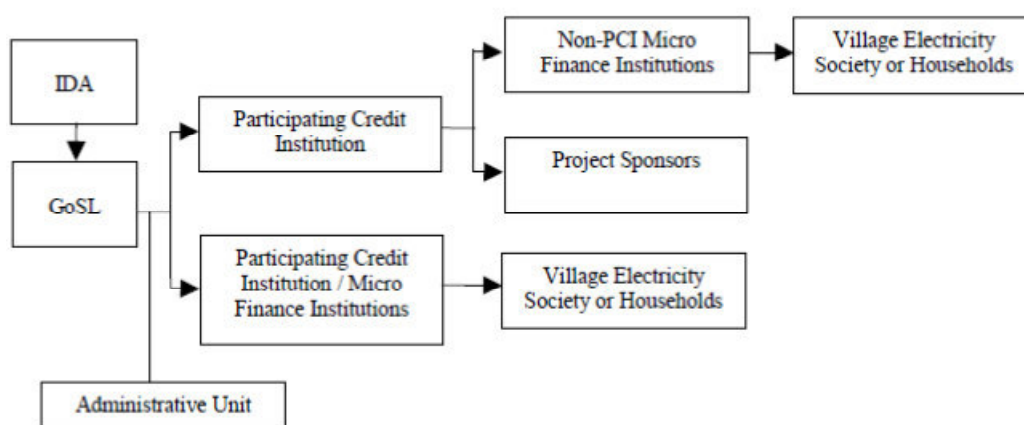 IDA
GoSL
Participating Credit
Institution
Non-PCI Micro
Finance Institutions
Village Electricity
Society or Households
Project Sponsors
Participating Credit
Institution / Micro
Finance Institutions
Village Electricity
Society or Households
Administrative Unit